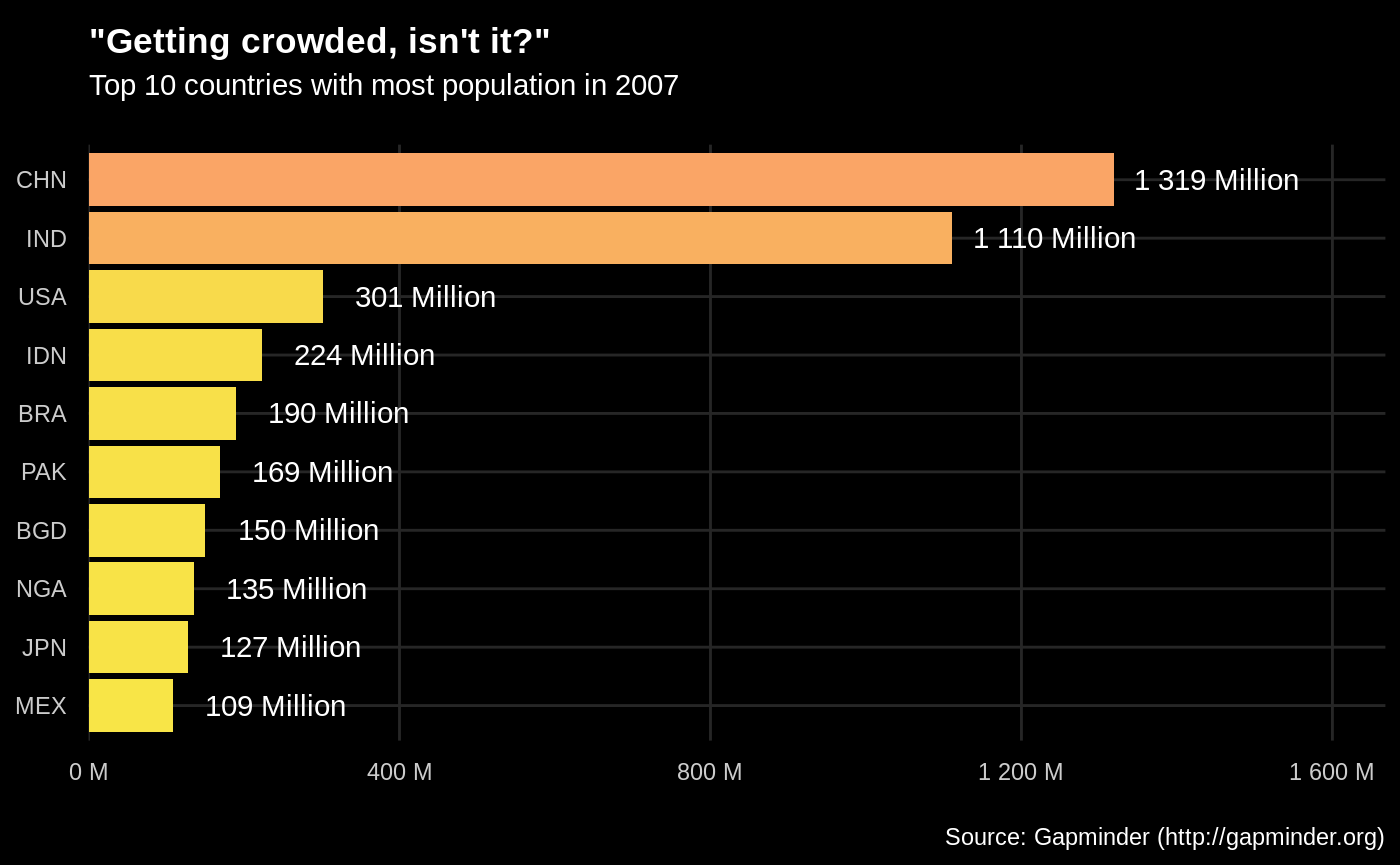 "Getting crowded, isn't it?"
Top 10 countries with most population in 2007
CHN 1 319 Million
IND 1 110 Million
USA 301 Million
IDN 224 Million
BRA 190 Million
PAK 169 Million
BGD 150 Million
NGA 135 Million
JPN 127 Million
MEX 109 Million
0 M 400 M 800 M 1 200 M 1 600 M
Source: Gapminder (http://gapminder.org)